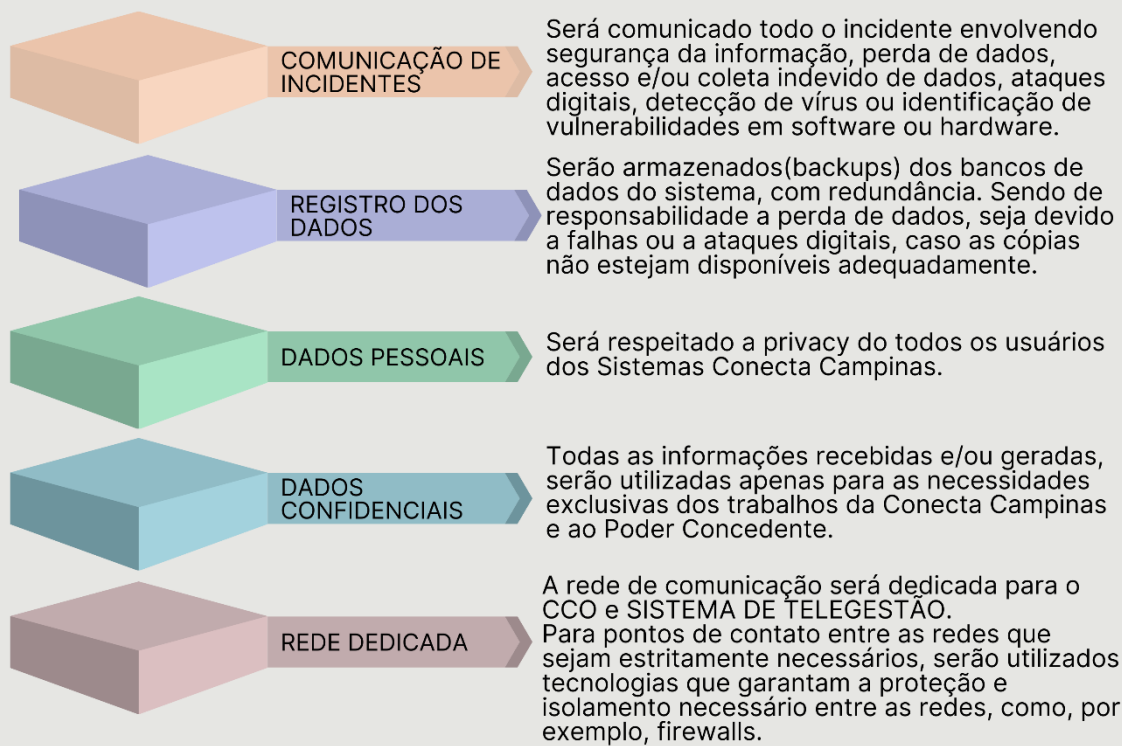 COMUNICAÇÃO DE
INCIDENTES
Será comunicado todo o incidente envolvendo
segurança da informação, perda de dados,
acesso e/ou coleta indevido de dados, ataques
digitais, detecção de vírus ou identificação de
vulnerabilidades em software ou hardware.
REGISTRO DOS
DADOS
Serão armazenados(backups) dos bancos de
dados do sistema, com redundância. Sendo de
responsabilidade a perda de dados, seja devido
a falhas ou a ataques digitais, caso as cópias
não estejam disponíveis adequadamente.
DADOS PESSOAIS
Será respeitado a privacy do todos os usuários
dos Sistemas Conecta Campinas.
DADOS
CONFIDENCIAIS
Todas as informações recebidas e/ou geradas,
serão utilizadas apenas para as necessidades
exclusivas dos trabalhos da Conecta Campinas
e ao Poder Concedente.
REDE DEDICADA
A rede de comunicação será dedicada para o
CCO e SISTEMA DE TELEGESTÃO.
Para pontos de contato entre as redes que
sejam estritamente necessários, serão utilizados
tecnologias que garantam a proteção e
isolamento necessário entre as redes, como, por
exemplo, firewalls.